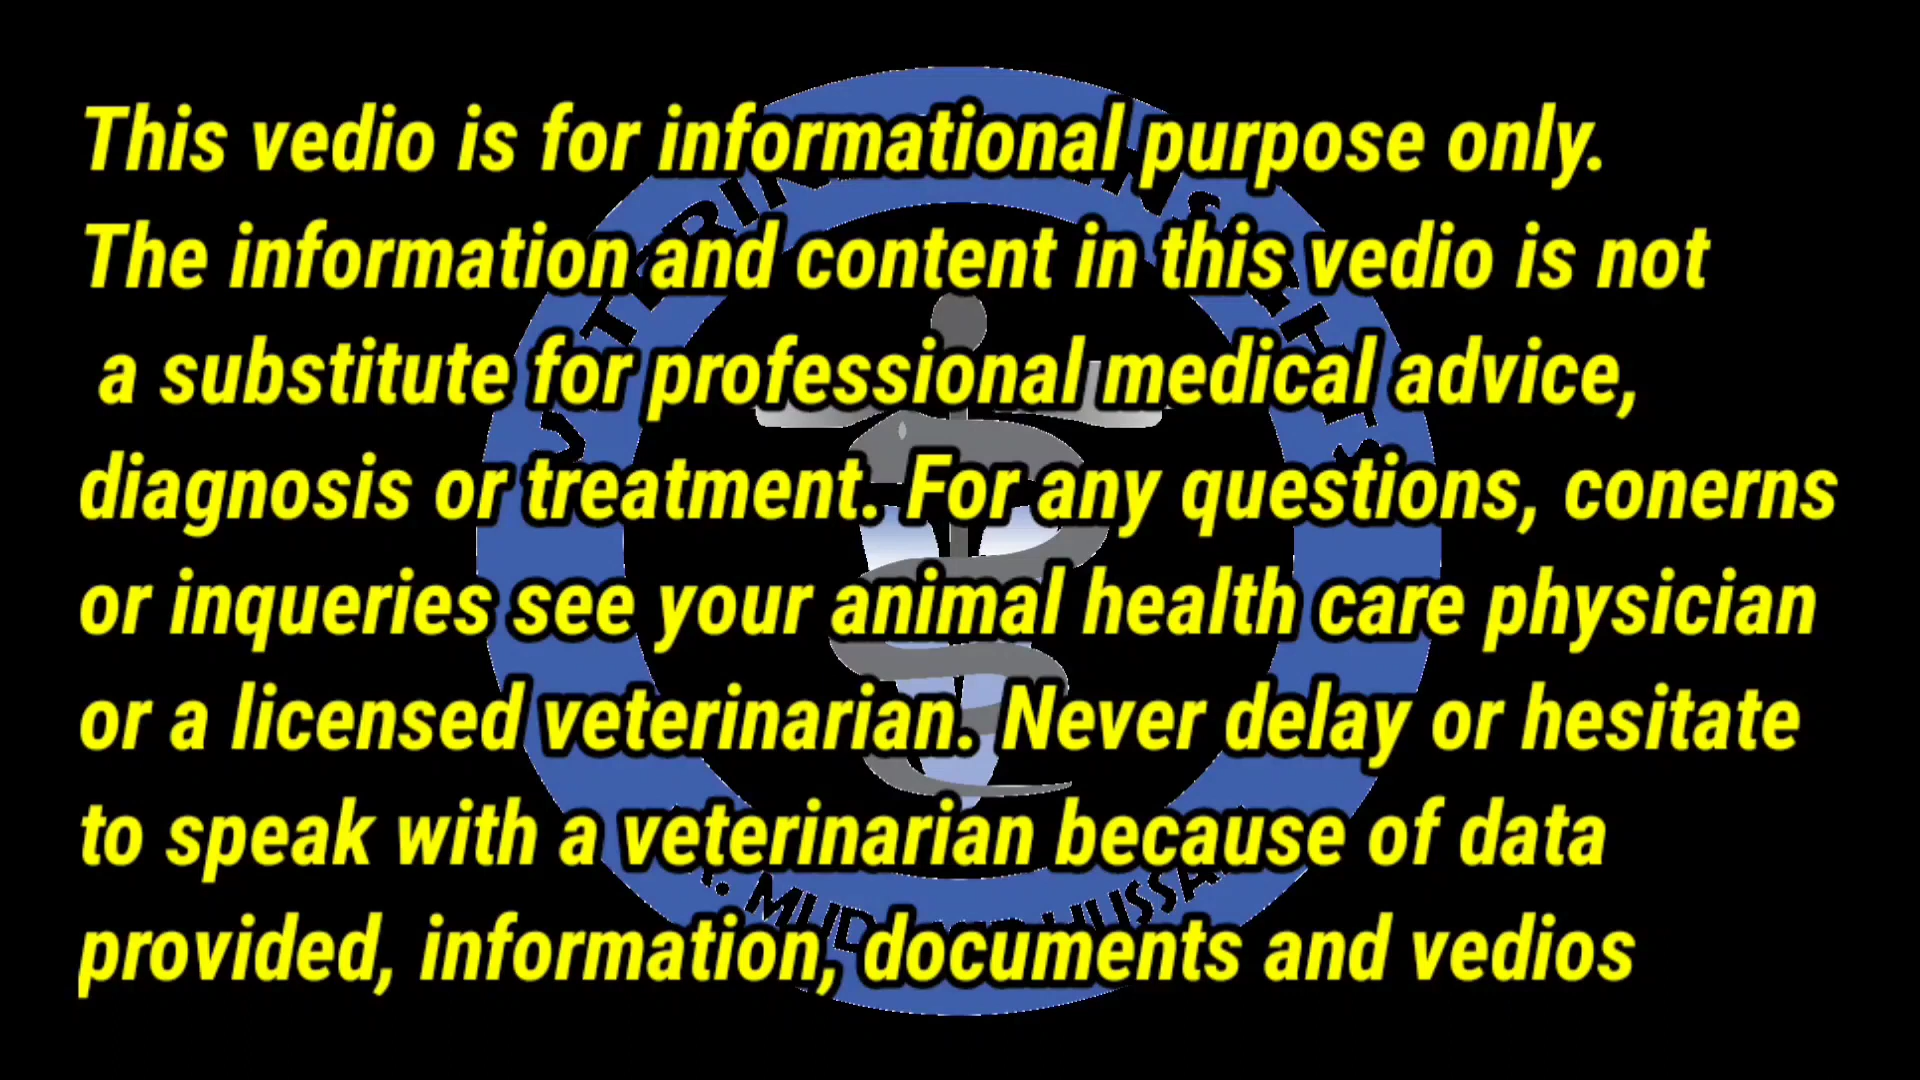 This vedio is for informational purpose only.
The information and content in this vedio is not
a substitute for professional medical advice,
diagnosis or treatment. For any questions, conerns
or inqueries see your animal health care physician
or a licensed veterinarian. Never delay or hesitate
to speak with a veterinarian because of data
provided, information, documents and vedios